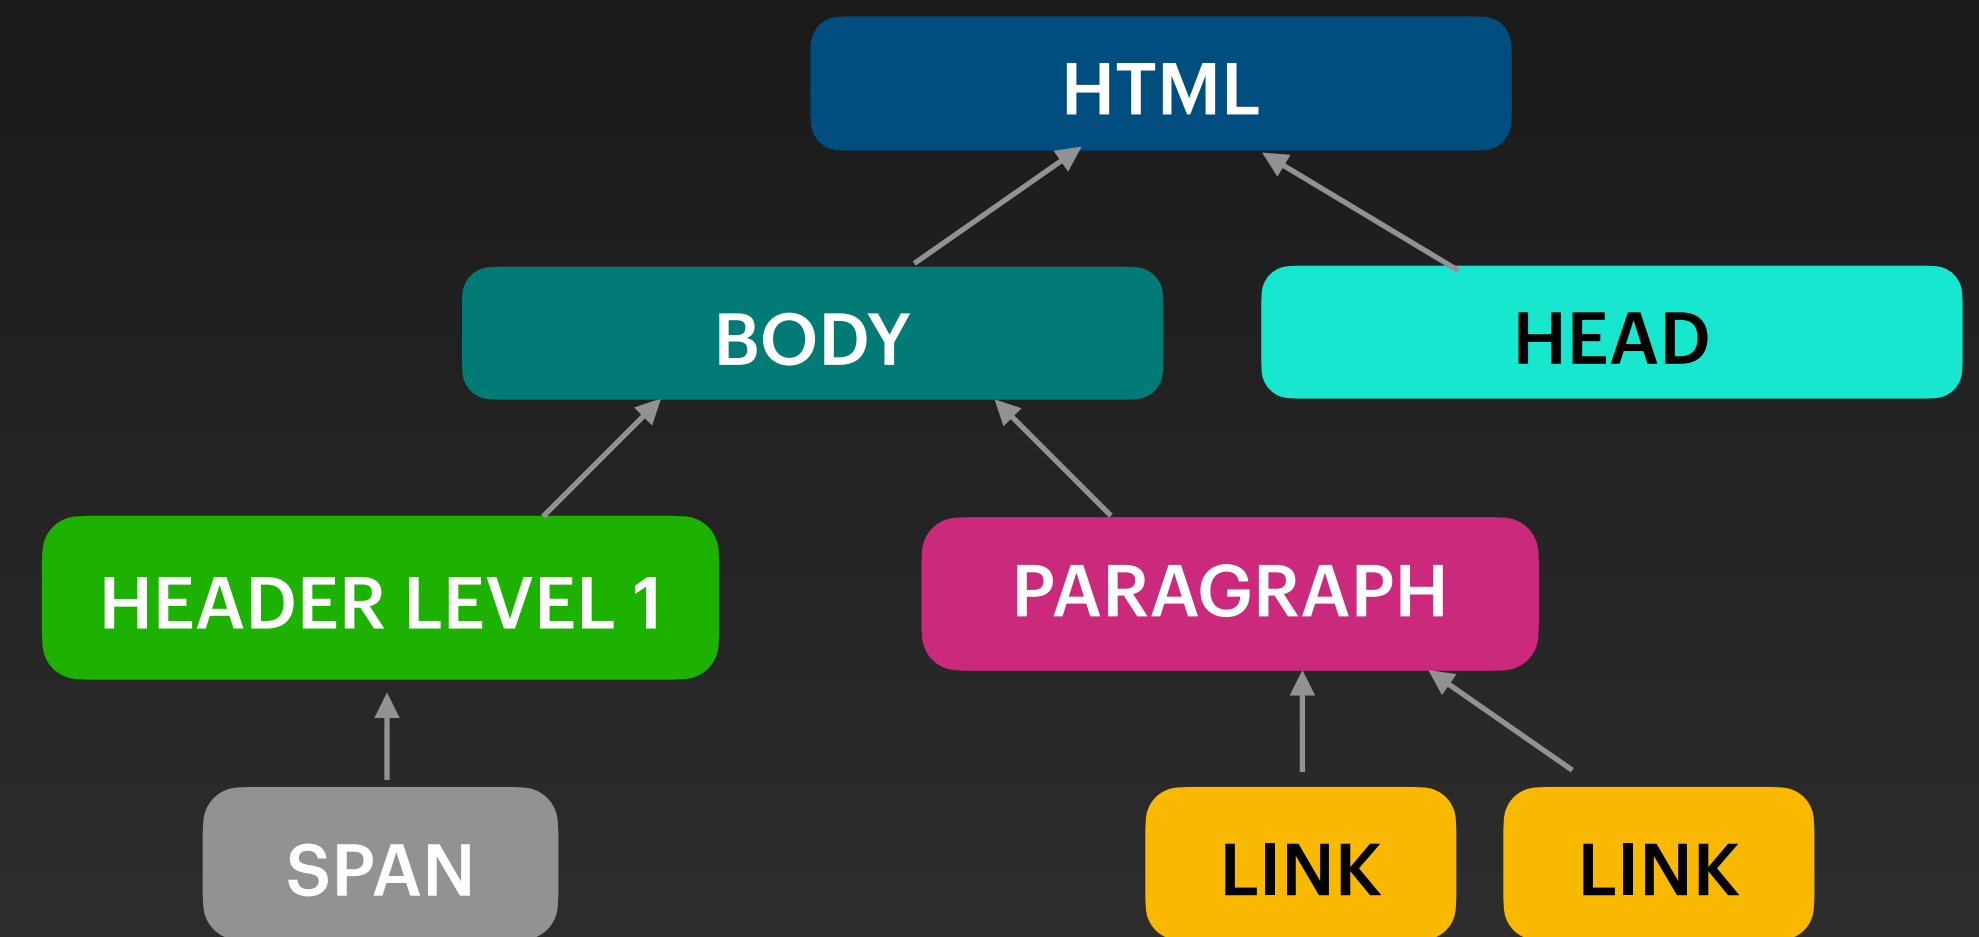 HTML
BODY
HEAD
HEADER LEVEL 1
PARAGRAPH
SPAN
LINK
LINK